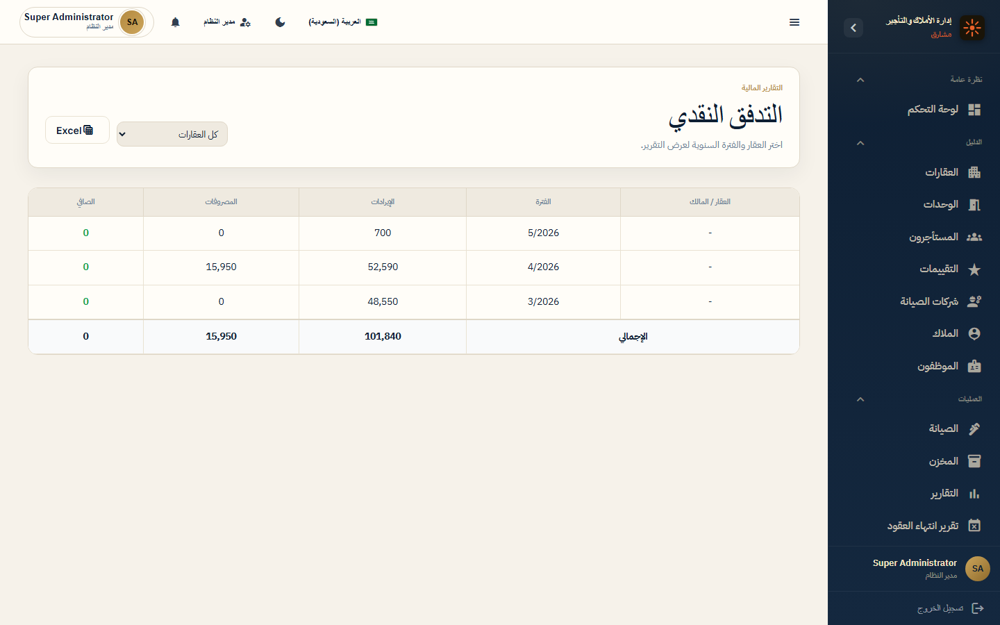 إدارة الأملاك والتأجير
مشارق
نظرة عامة
لوحة التحكم
الدليل
العقارات
الوحدات
المستأجرون
التقييمات
شركات الصيانة
الملاك
الموظفون
العمليات
الصيانة
المخزن
التقارير
تقرير انتهاء العقود
SA
Super Administrator
مدير النظام
تسجيل الخروج
العربية (السعودية)
مدير النظام
SA
Super Administrator
مدير النظام
التقارير المالية
التدفق النقدي
اختر العقار والفترة السنوية لعرض التقرير.
كل العقارات
Excel
العقار / المالك الفترة الإيرادات المصروفات الصافي
- 5/2026 700 0 0
- 4/2026 52,590 15,950 0
- 3/2026 48,550 0 0
الإجمالي 101,840 15,950 0